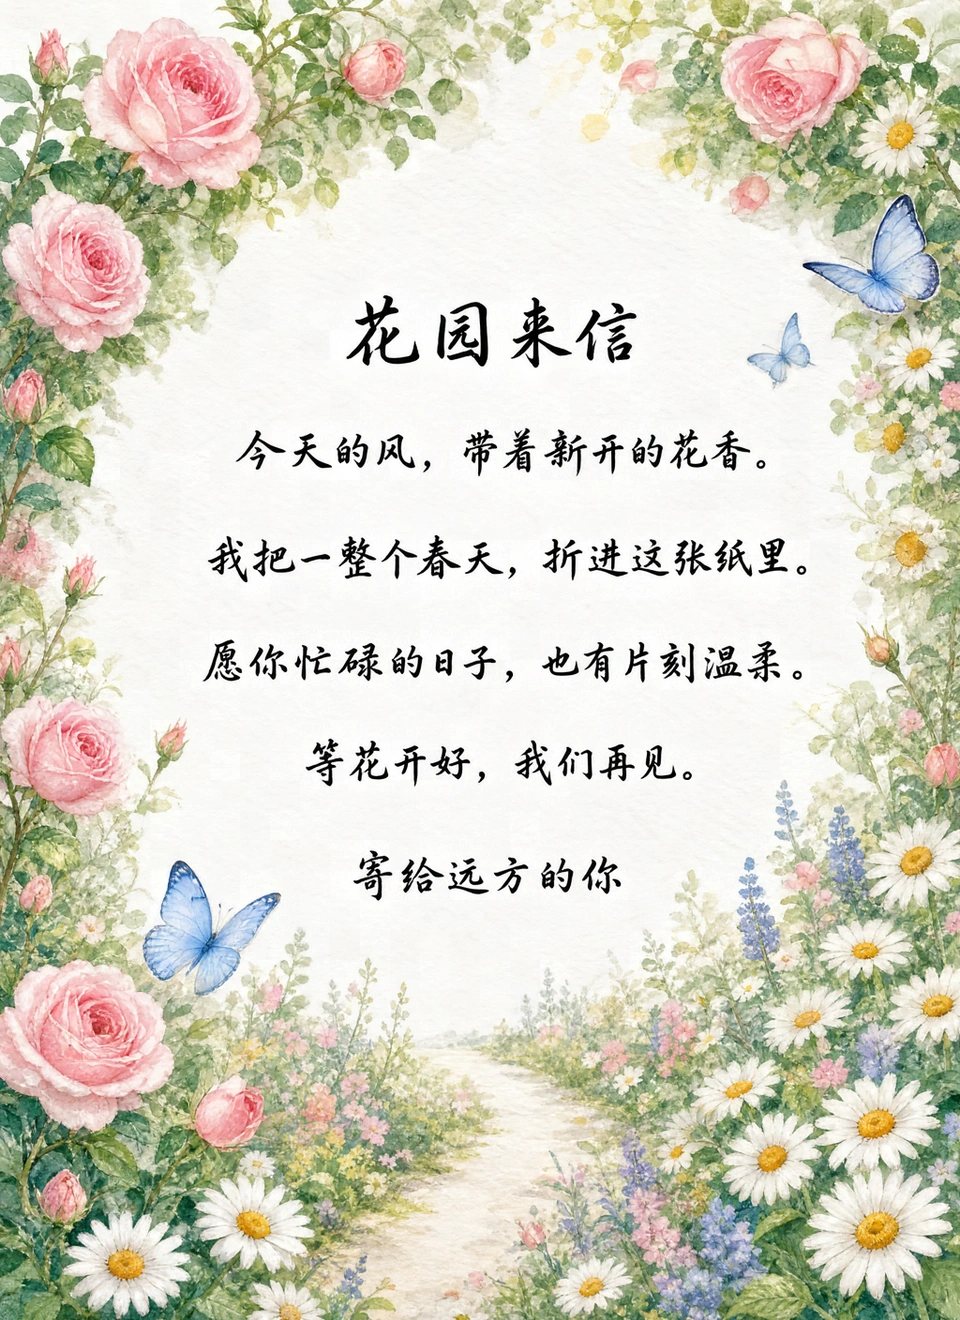 花园来信
今天的风，带着新开的花香。
我把一整个春天，折进这张纸里。
愿你忙碌的日子，也有片刻温柔。
等花开好，我们再见。
寄给远方的你